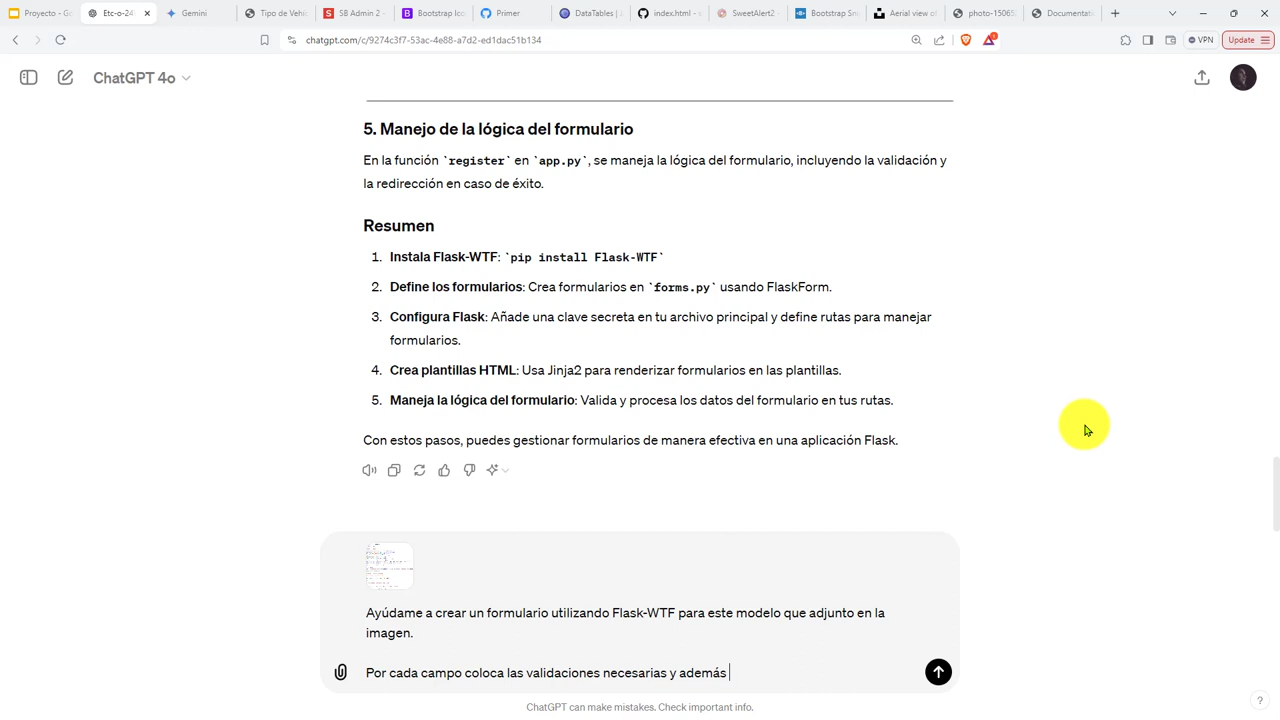 Proyecto - Go
Etc-o-24
Gemini
Tipo de Vehíc
SB Admin 2 -
Bootstrap Ico
Primer
DataTables |
index.html - s
SweetAlert2 -
Bootstrap Sni
Aerial view of
photo-15065
Documentati
chatgpt.com/c/9274c3f7-53ac-4e88-a7d2-ed1dac51b134
VPN
Update
ChatGPT 4o
5. Manejo de la lógica del formulario
En la función `register` en `app.py`, se maneja la lógica del formulario, incluyendo la validación y
la redirección en caso de éxito.
Resumen
1. Instala Flask-WTF: `pip install Flask-WTF`
2. Define los formularios: Crea formularios en `forms.py` usando FlaskForm.
3. Configura Flask: Añade una clave secreta en tu archivo principal y define rutas para manejar
formularios.
4. Crea plantillas HTML: Usa Jinja2 para renderizar formularios en las plantillas.
5. Maneja la lógica del formulario: Valida y procesa los datos del formulario en tus rutas.
Con estos pasos, puedes gestionar formularios de manera efectiva en una aplicación Flask.
Ayúdame a crear un formulario utilizando Flask-WTF para este modelo que adjunto en la
imagen.
Por cada campo coloca las validaciones necesarias y además
ChatGPT can make mistakes. Check important info.
?